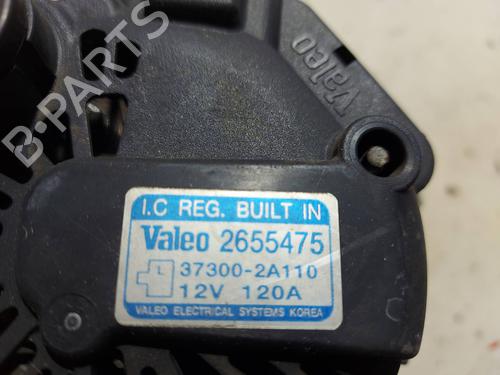 Valeo
I.C REG. BUILT IN
Valeo 2655475
37300-2A110
12V 120A
VALEO ELECTRICAL SYSTEMS KOREA
B-PARTS